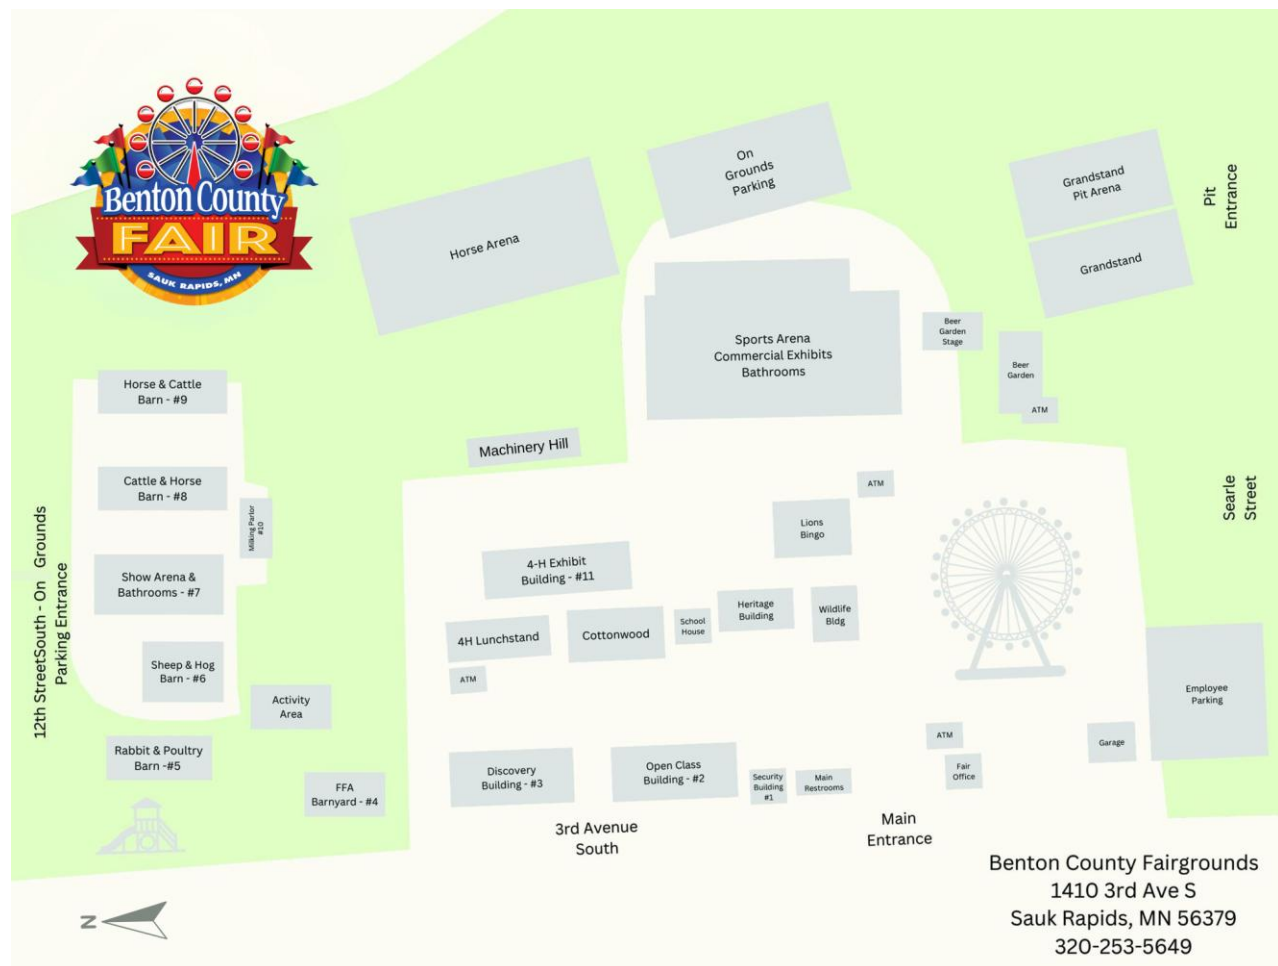 Benton County
FAIR
SAUK RAPIDS, MN
On
Grounds
Parking
Horse Arena
Grandstand
Pit Arena
Grandstand
Pit
Entrance
Sports Arena
Commercial Exhibits
Bathrooms
Beer
Garden
Stage
Beer
Garden
ATM
Horse & Cattle
Barn - #9
Machinery Hill
Cattle & Horse
Barn - #8
Milking Parlor
#10
ATM
Searle
Street
Lions
Bingo
12th StreetSouth - On Grounds
Parking Entrance
Show Arena &
Bathrooms - #7
4-H Exhibit
Building - #11
Heritage
Building
Wildlife
Bldg
School
House
Cottonwood
4H Lunchstand
ATM
Sheep & Hog
Barn - #6
Activity
Area
Employee
Parking
Rabbit & Poultry
Barn -#5
FFA
Barnyard - #4
Discovery
Building - #3
Open Class
Building - #2
Security
Building
#1
Main
Restrooms
ATM
Fair
Office
Garage
3rd Avenue
South
Main
Entrance
N
Benton County Fairgrounds
1410 3rd Ave S
Sauk Rapids, MN 56379
320-253-5649